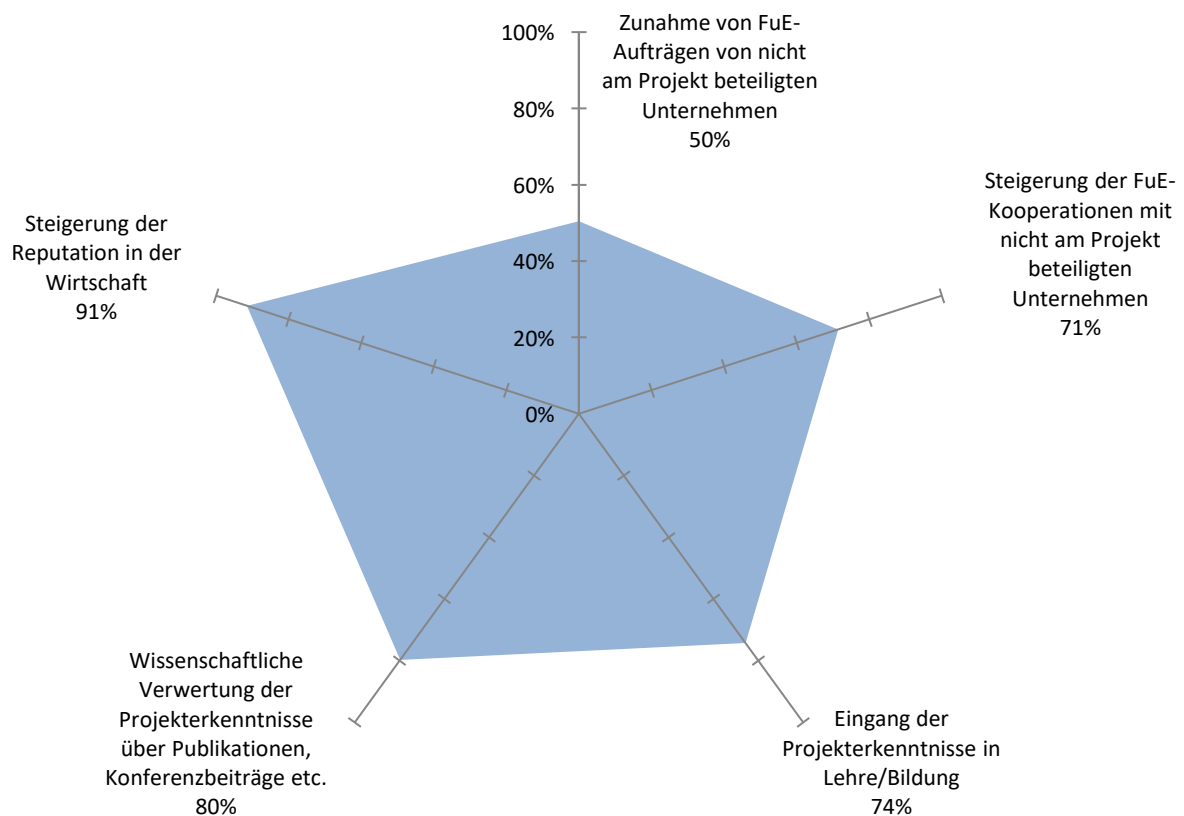 Zunahme von FuE-
Aufträgen von nicht
am Projekt beteiligten
Unternehmen
50%
100%
80%
60%
40%
20%
0%
Steigerung der FuE-
Kooperationen mit
nicht am Projekt
beteiligten
Unternehmen
71%
Steigerung der
Reputation in der
Wirtschaft
91%
Wissenschaftliche
Verwertung der
Projekterkenntnisse
über Publikationen,
Konferenzbeiträge etc.
80%
Eingang der
Projekterkenntnisse in
Lehre/Bildung
74%